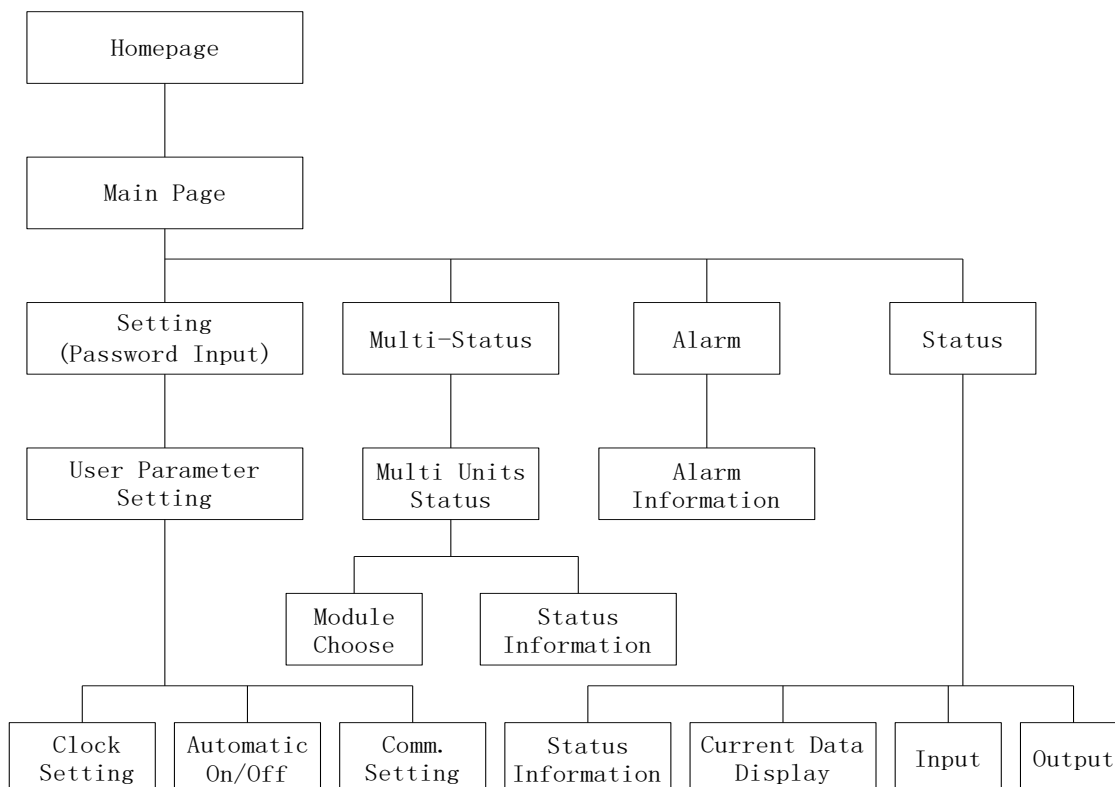 Homepage
Main Page
Setting
(Password Input)
Multi-Status
Alarm
Status
User Parameter
Setting
Multi Units
Status
Alarm
Information
Module
Choose
Status
Information
Clock
Setting
Automatic
On/Off
Comm.
Setting
Status
Information
Current Data
Display
Input
Output